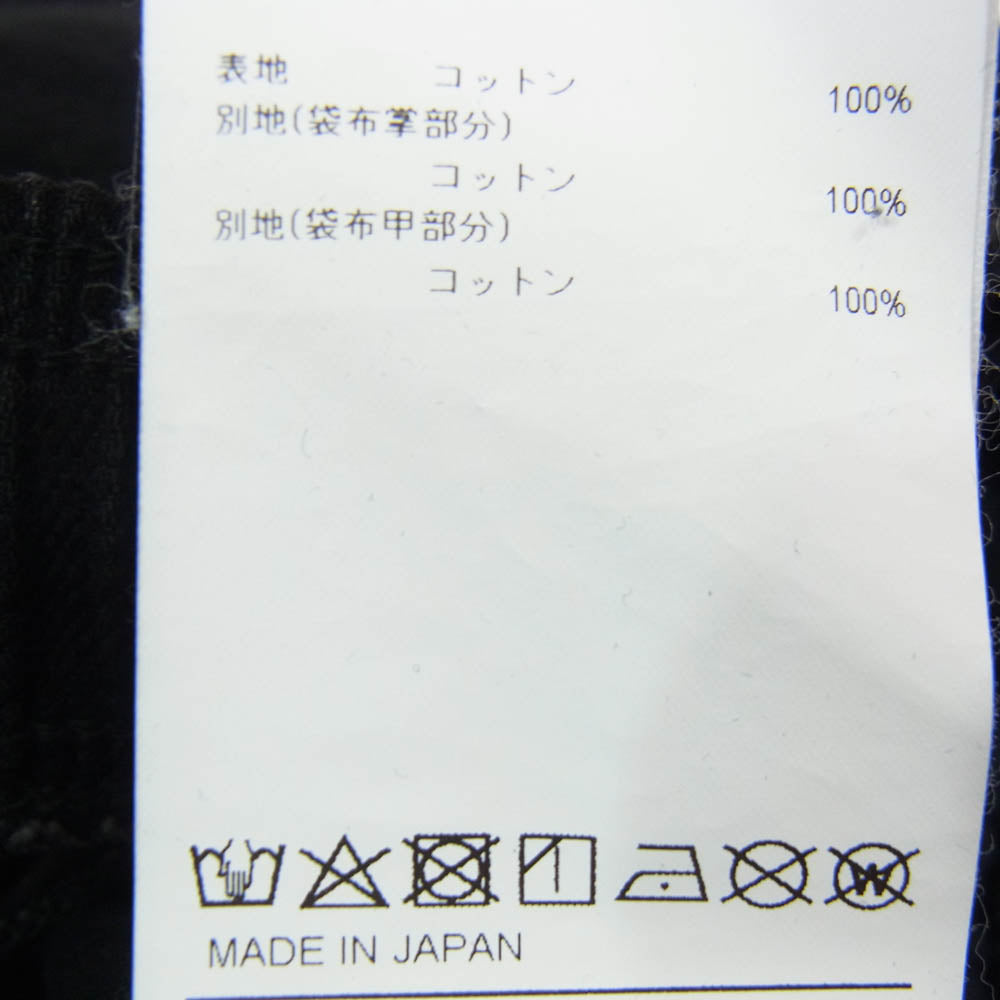 表地 コットン 100%
別地(袋布掌部分)
コットン 100%
別地(袋布甲部分)
コットン 100%
W
MADE IN JAPAN